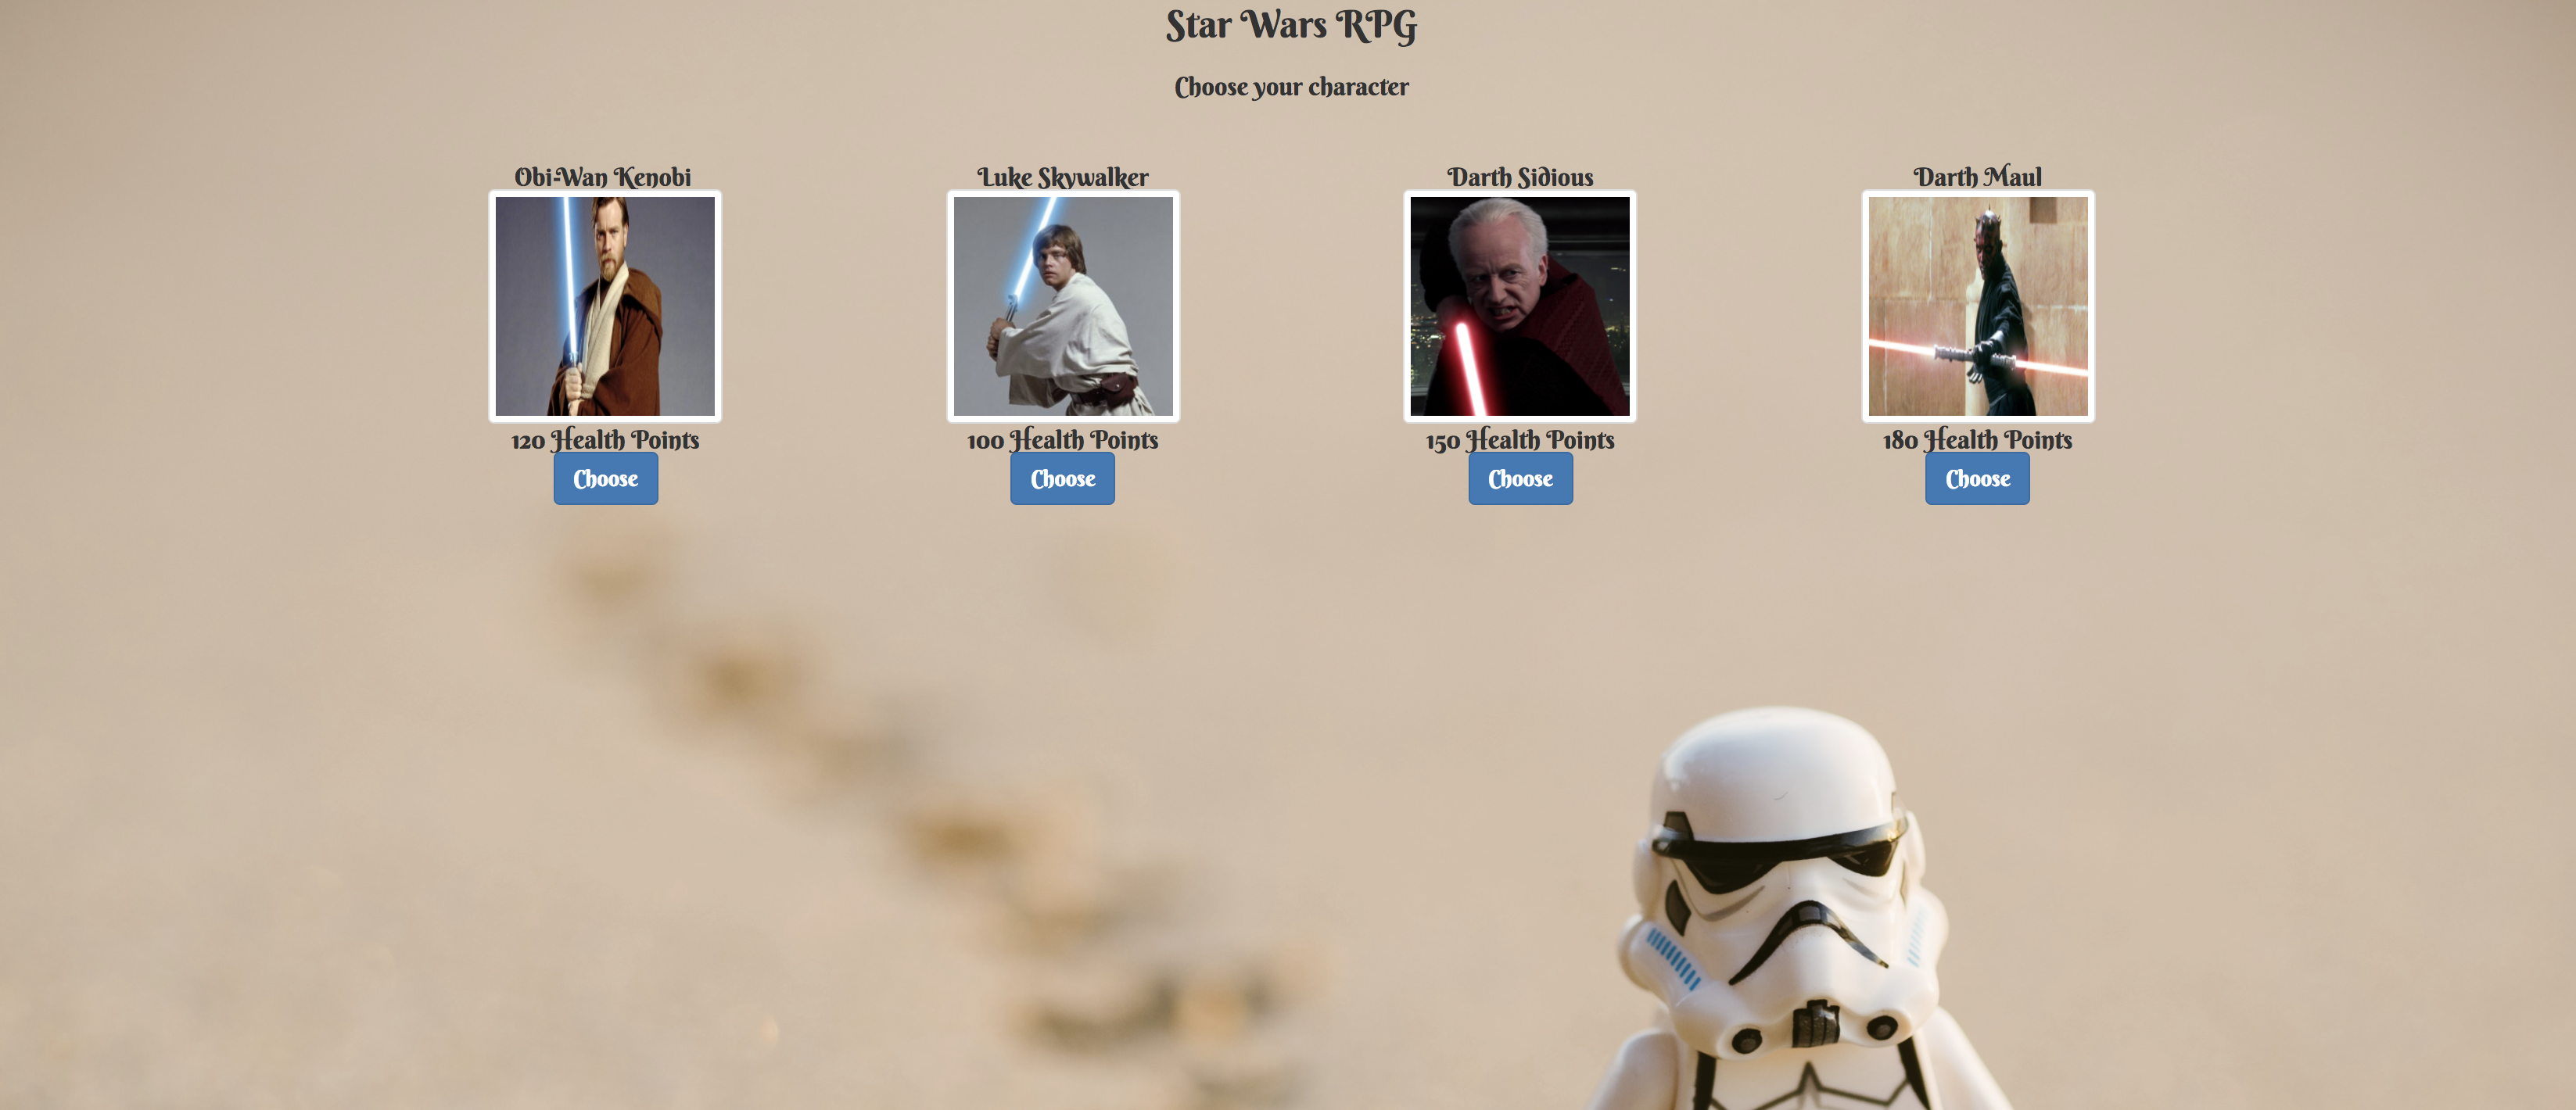 Star Wars RPG
Choose your character
Obi-Wan Kenobi
120 Health Points
Choose
Luke Skywalker
100 Health Points
Choose
Darth Sidious
150 Health Points
Choose
Darth Maul
180 Health Points
Choose